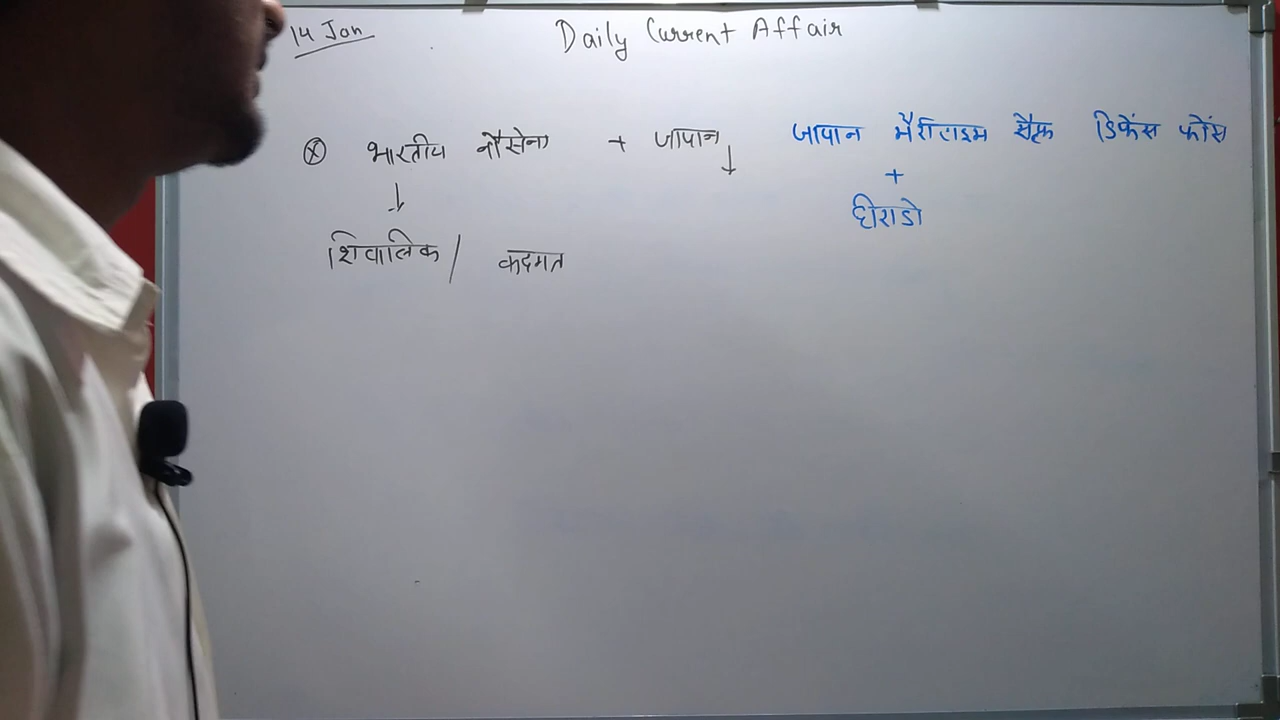 14 Jan
Daily Current Affair
भारतीय नौसेना + जापान
जापान मैरीटाइम सैल्फ डिफेंस फोर्स
+
हीराडो
शिवालिक / कदमत